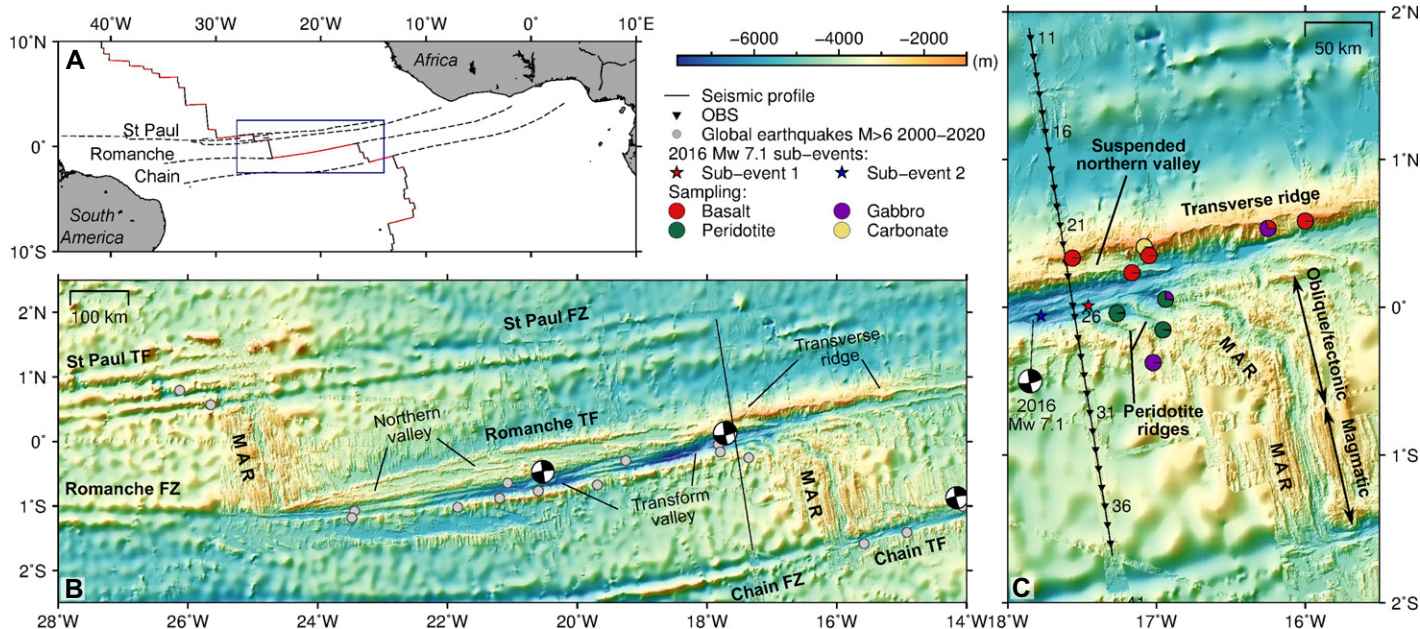 40°W 30°W 20°W 10°W 0° 10°E
10°N
0°
10°S
A
Africa
St Paul
Romanche
Chain
South
America
−6000 −4000 −2000 (m)
Seismic profile
OBS
Global earthquakes M>6 2000−2020
2016 Mw 7.1 sub-events:
Sub-event 1 Sub-event 2
Sampling:
Basalt Gabbro
Peridotite Carbonate
2°N
1°N
0°
1°S
2°S
100 km
St Paul TF
St Paul FZ
Transverse
ridge
Northern
valley
Romanche TF
MAR
Romanche FZ
Transform
valley
MAR
Chain TF
Chain FZ
B
28°W 26°W 24°W 22°W 20°W 18°W 16°W 14°W
2°N
1°N
0°
1°S
2°S
50 km
11
16
Suspended
northern valley
Transverse ridge
21
26
Oblique/tectonic
MAR
2016
Mw 7.1
31
Peridotite
ridges
MAR
Magmatic
36
41
C
18°W 17°W 16°W